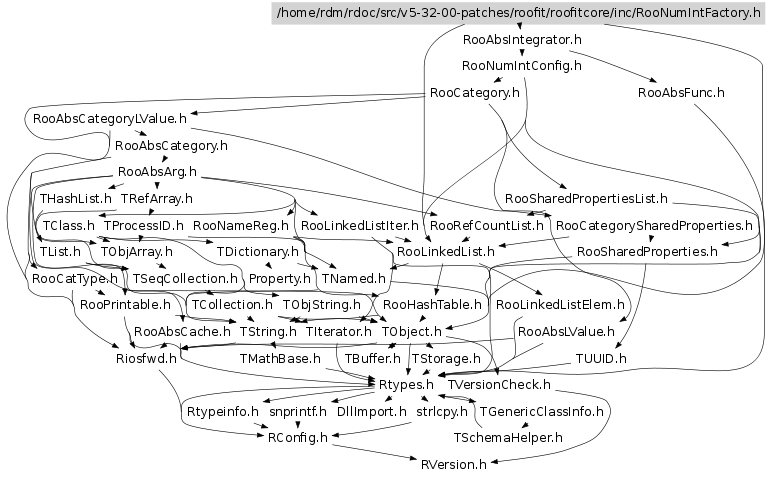 /home/rdm/rdoc/src/v5-32-00-patches/roofit/roofitcore/inc/RooNumIntFactory.h
RooAbsIntegrator.h
RooNumIntConfig.h
RooCategory.h RooAbsFunc.h
RooAbsCategoryLValue.h
RooAbsCategory.h
RooAbsArg.h
THashList.h TRefArray.h RooSharedPropertiesList.h
TClass.h TProcessID.h RooNameReg.h RooLinkedListIter.h RooRefCountList.h RooCategorySharedProperties.h
TList.h TObjArray.h TDictionary.h RooLinkedList.h RooSharedProperties.h
RooCatType.h TSeqCollection.h Property.h TNamed.h
RooPrintable.h TCollection.h TObjString.h RooHashTable.h RooLinkedListElem.h
RooAbsCache.h TString.h TIterator.h TObject.h RooAbsLValue.h
Riosfwd.h TMathBase.h TBuffer.h TStorage.h TUUID.h
Rtypes.h TVersionCheck.h
Rtypeinfo.h snprintf.h DllImport.h strlcpy.h TGenericClassInfo.h
RConfig.h TSchemaHelper.h
RVersion.h